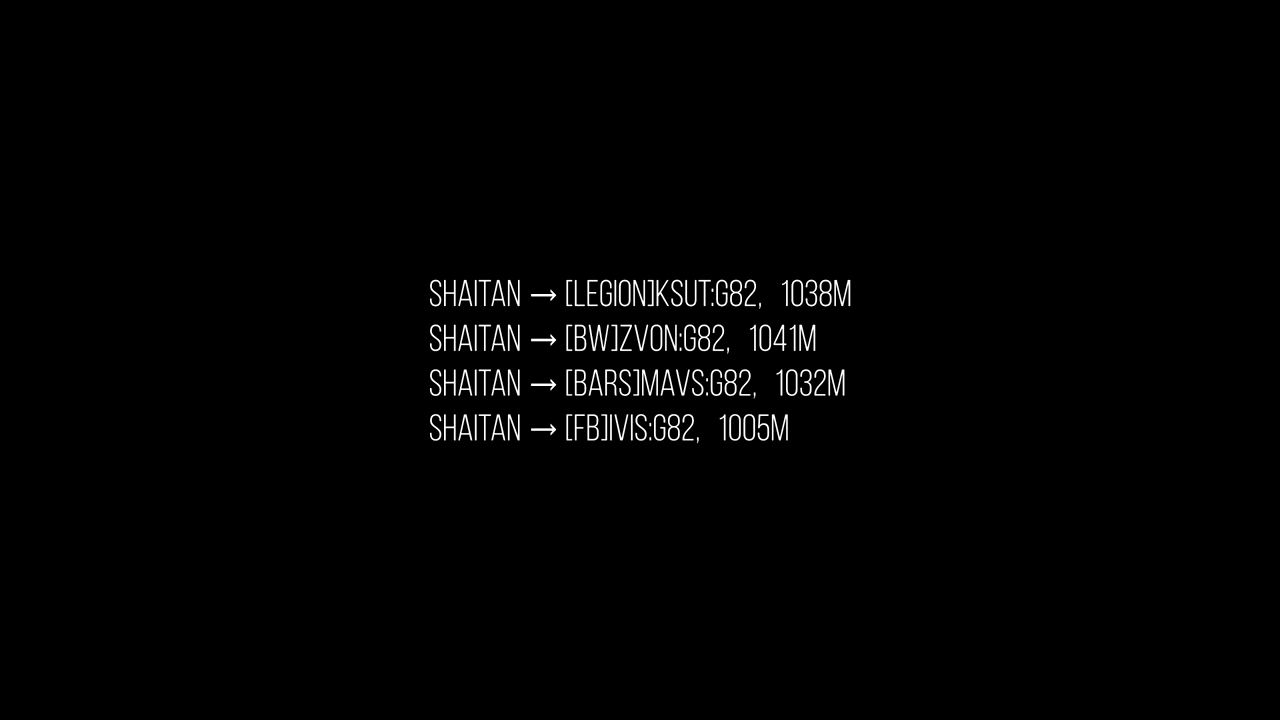 SHAITAN → [LEGION]KSUT:G82, 1038M
SHAITAN → [BW]ZVON:G82, 1041M
SHAITAN → [BARS]MAVS:G82, 1032M
SHAITAN → [FB]IVIS:G82, 1005M